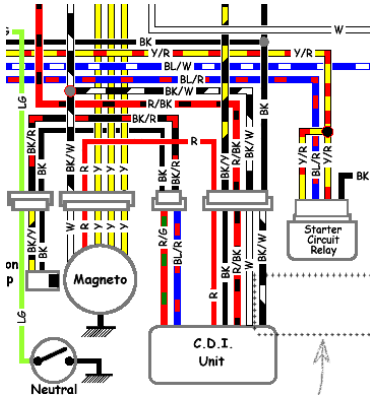 G
W
BK
Y/R
Y/R
BL/W
BL/R
BK/W
LG
R/BK
BK/R
R
BK/R
BK
BK/W
R
Y
Y
Y
BK
BK/R
BK/Y
R/BK
BK/W
BK
Y/R
BL/R
Y/R
BK
BK/Y
BK
W
R
Y
Y
Y
R/G
BL/R
R
BK
R/BK
W
BK/W
Starter
Circuit
Relay
on
p
Magneto
LG
C.D.I.
Unit
Neutral